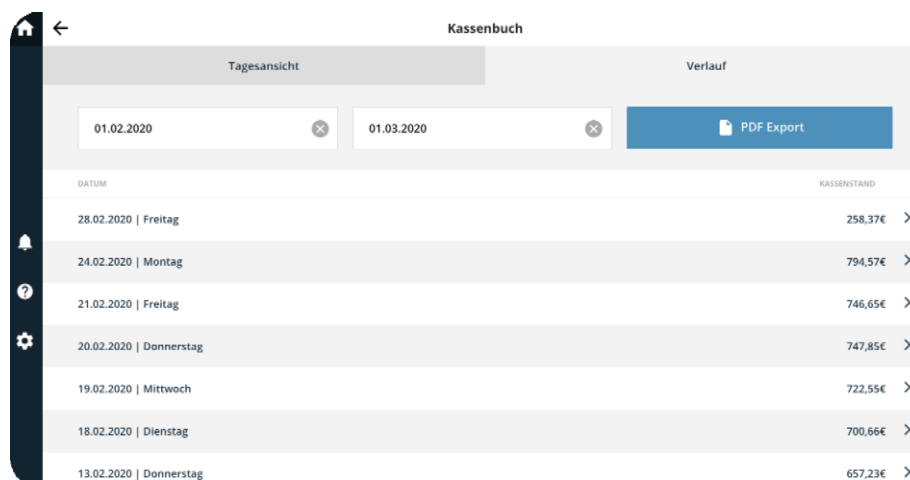 Kassenbuch
Tagesansicht Verlauf
01.02.2020 01.03.2020 PDF Export
DATUM KASSENSTAND
28.02.2020 | Freitag 258,37€
24.02.2020 | Montag 794,57€
21.02.2020 | Freitag 746,65€
20.02.2020 | Donnerstag 747,85€
19.02.2020 | Mittwoch 722,55€
18.02.2020 | Dienstag 700,66€
13.02.2020 | Donnerstag 657,23€